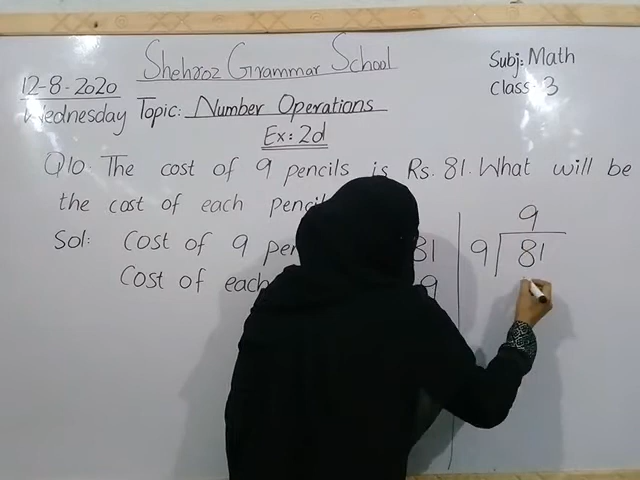 Shehroz Grammar School
Subj: Math
Class: 3
12-8-2020
Wednesday
Topic: Number Operations
Ex: 2d
Q10. The cost of 9 pencils is Rs. 81. What will be
the cost of each
Sol: Cost of 9 81
Cost of each 9
9
9 81